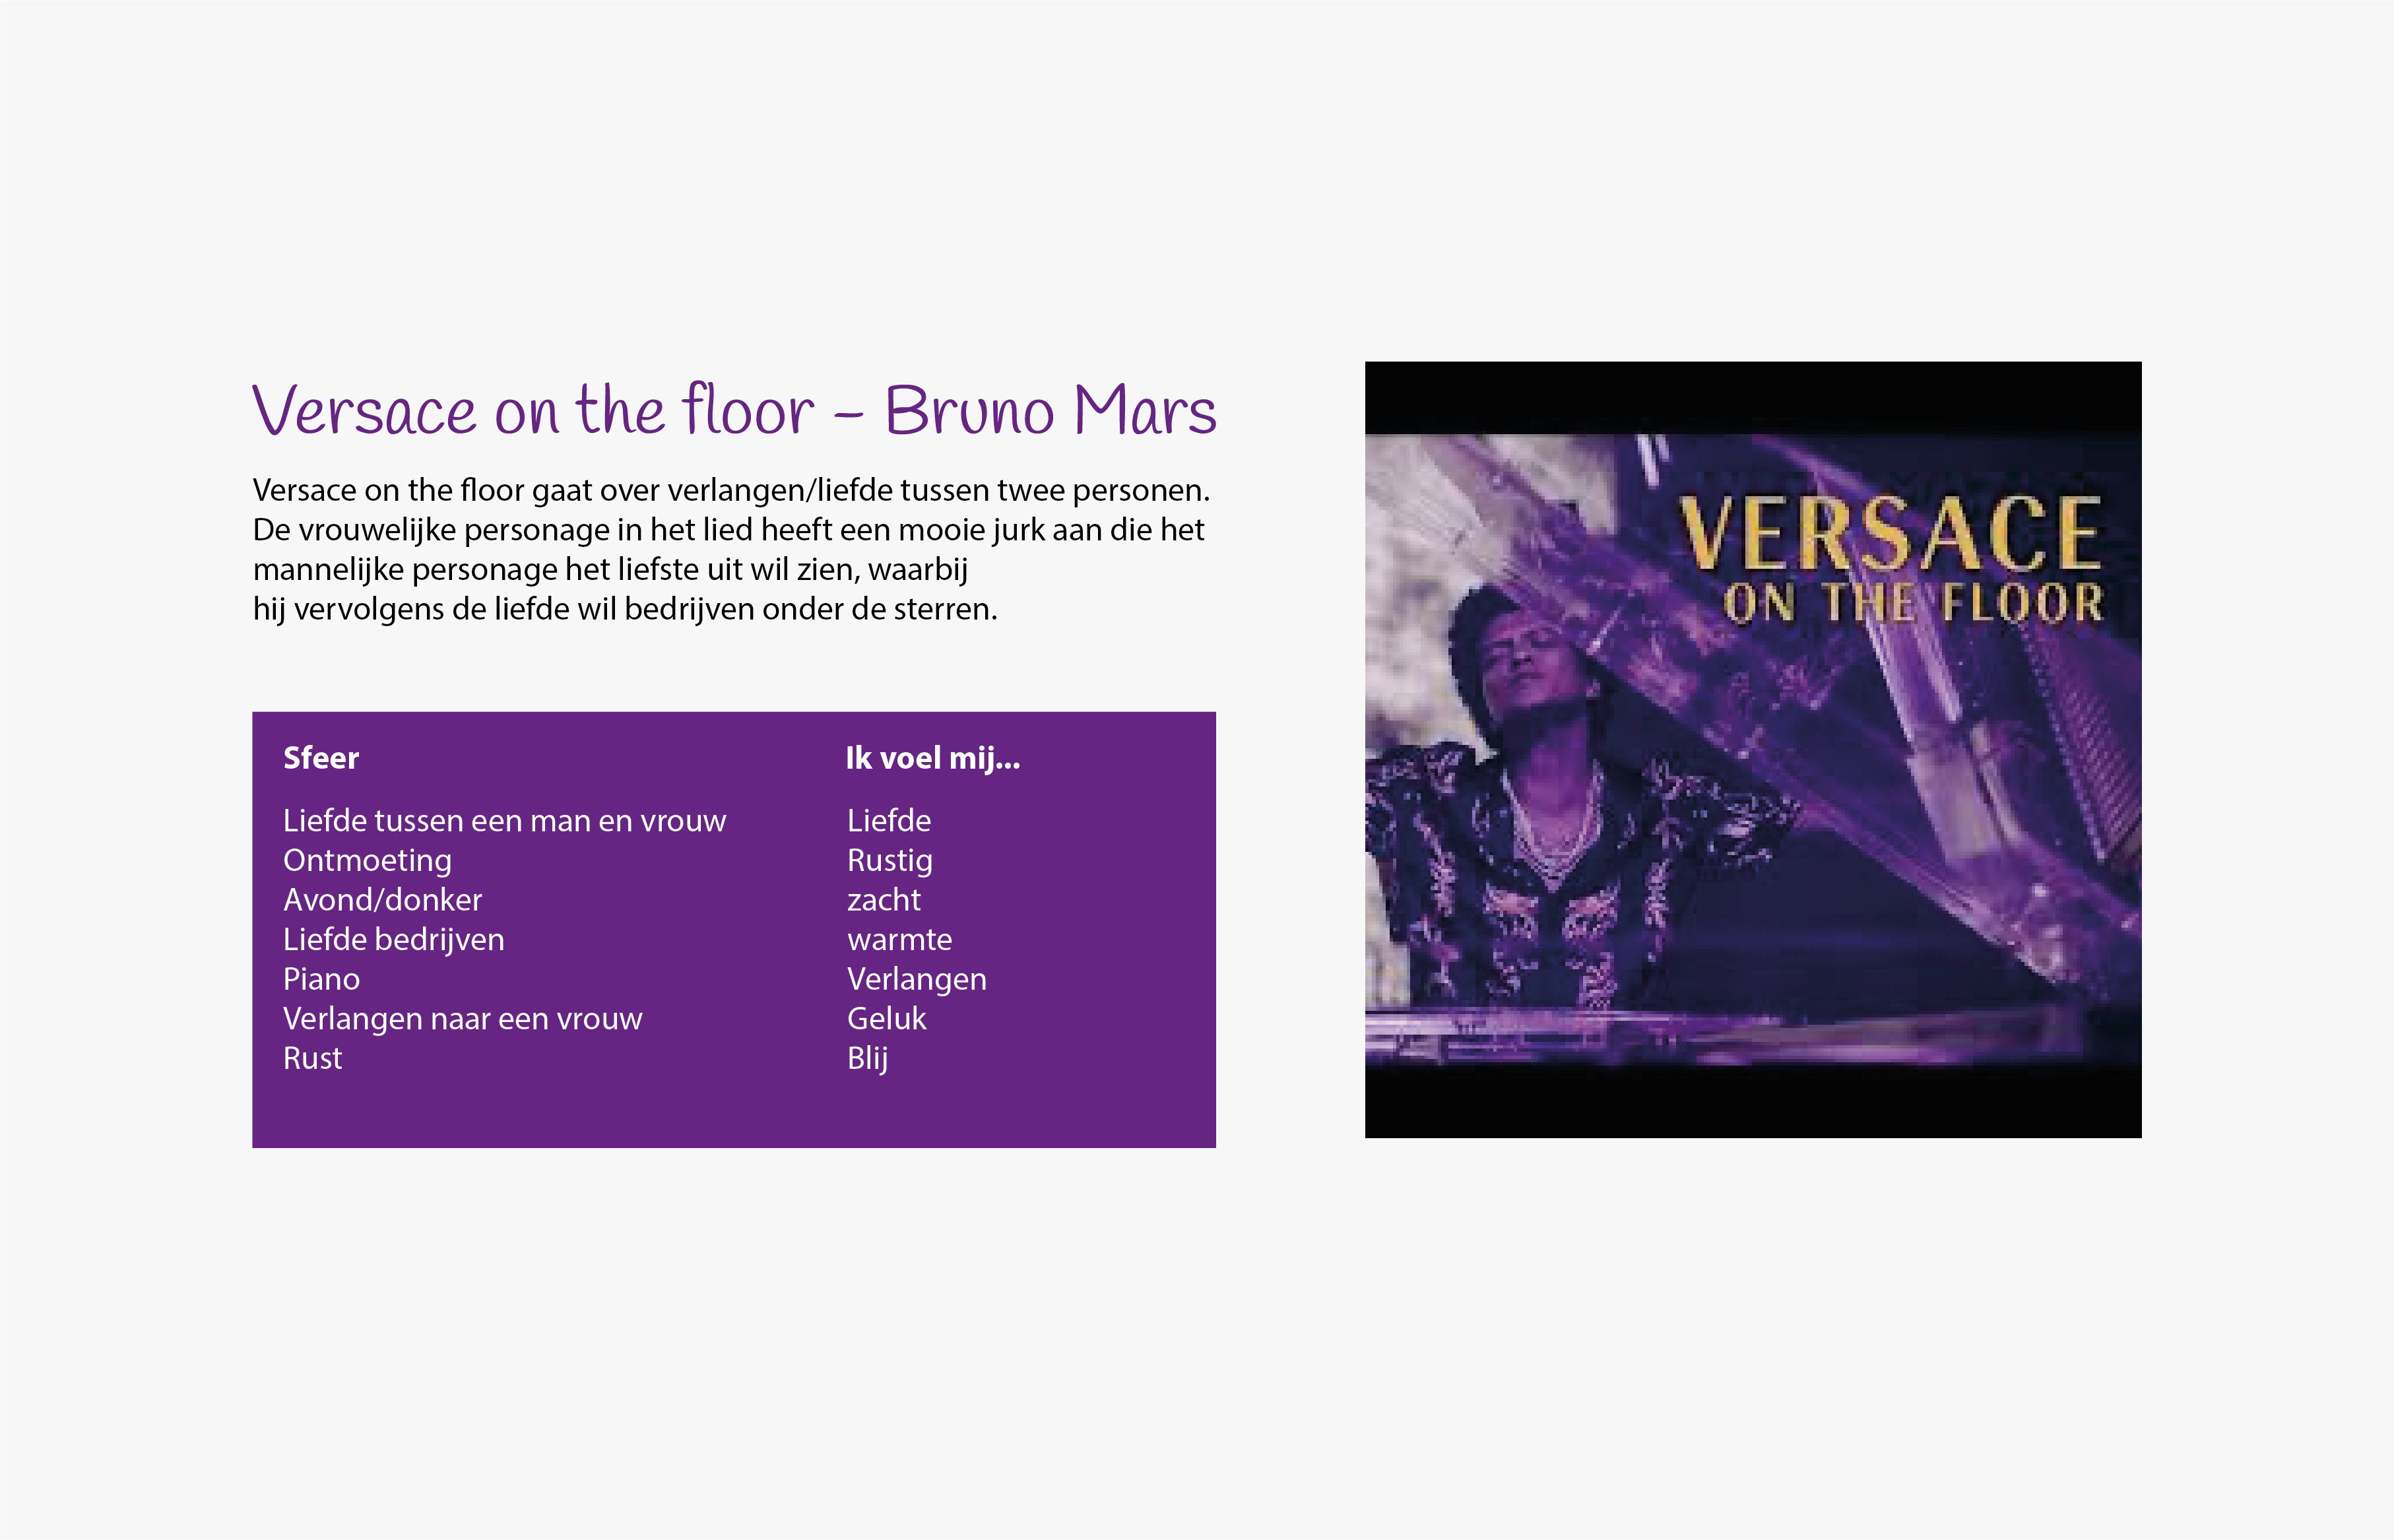 Versace on the floor – Bruno Mars
Versace on the floor gaat over verlangen/liefde tussen twee personen.
De vrouwelijke personage in het lied heeft een mooie jurk aan die het
mannelijke personage het liefste uit wil zien, waarbij
hij vervolgens de liefde wil bedrijven onder de sterren.
Sfeer
Liefde tussen een man en vrouw
Ontmoeting
Avond/donker
Liefde bedrijven
Piano
Verlangen naar een vrouw
Rust
Ik voel mij...
Liefde
Rustig
zacht
warmte
Verlangen
Geluk
Blij
VERSACE
ON THE FLOOR